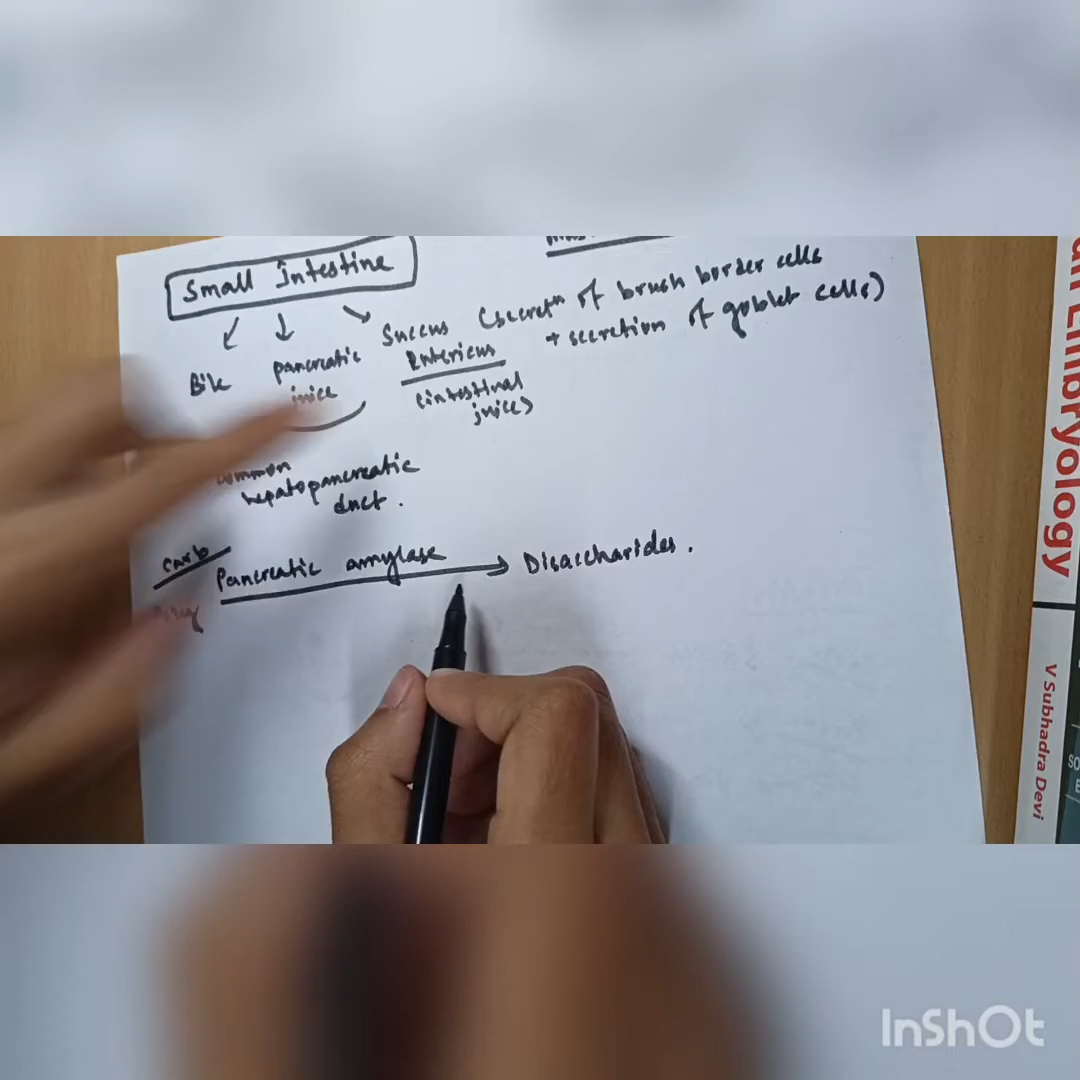 Small Intestine
Bile
pancreatic
juice
Succus
Entericus
(intestinal
juice)
(secretⁿ of brush border cells
+ secretion of goblet cells)
common
hepatopancreatic
duct.
carb
Pancreatic amylase → Disaccharides.
Embryology
V Subhadra Devi
InShOt